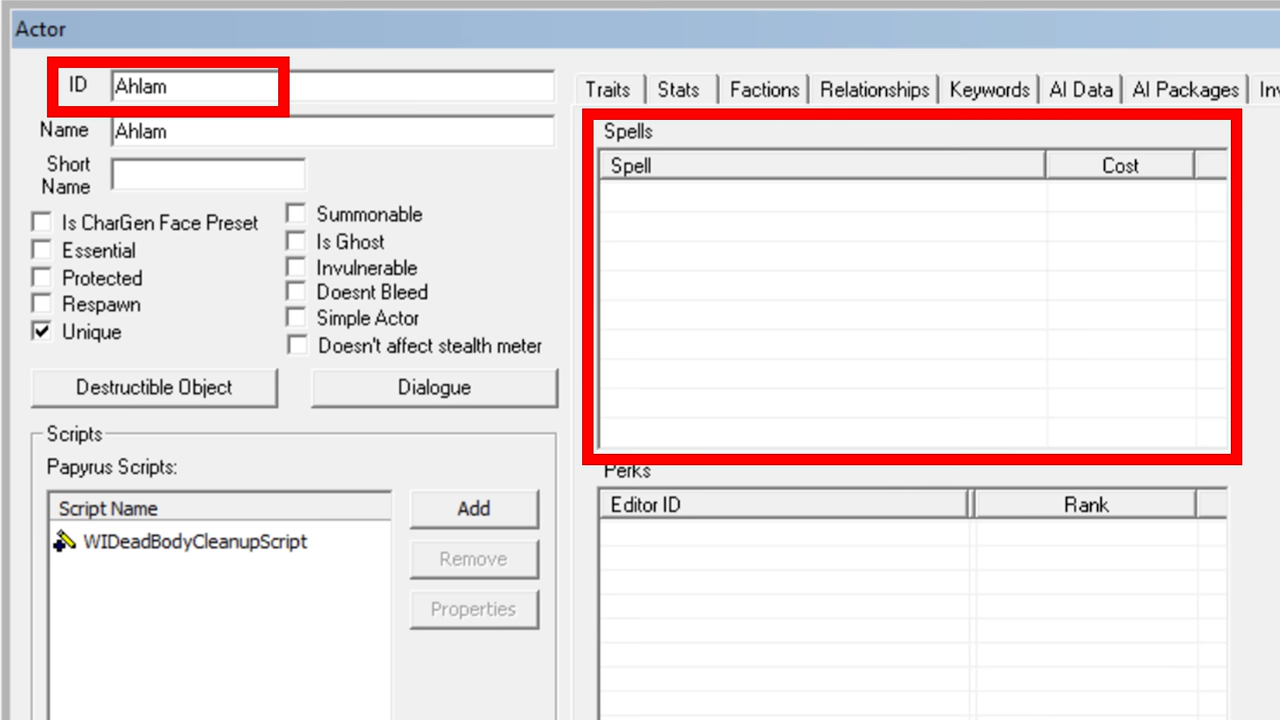 Actor
ID Ahlam
Name Ahlam
Short Name
Is CharGen Face Preset
Essential
Protected
Respawn
Unique
Summonable
Is Ghost
Invulnerable
Doesnt Bleed
Simple Actor
Doesn't affect stealth meter
Destructible Object
Dialogue
Scripts
Papyrus Scripts:
Script Name
WIDeadBodyCleanupScript
Add
Remove
Properties
Traits Stats Factions Relationships Keywords AI Data AI Packages
Spells
Spell Cost
Perks
Editor ID Rank